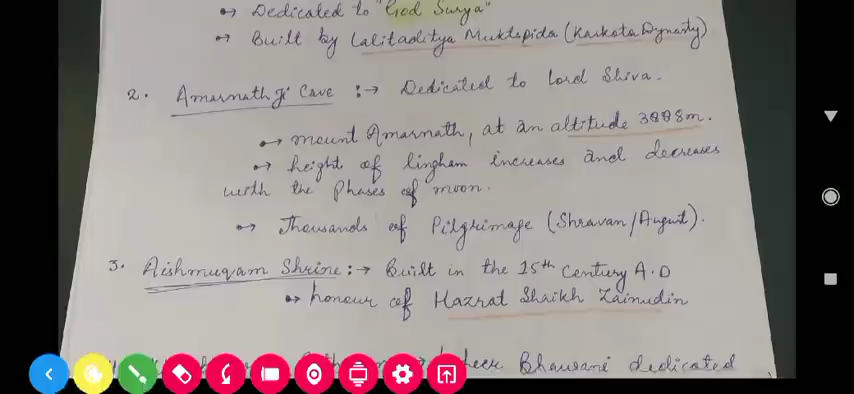 ↪ Dedicated to "God Surya"
↪ Built by Lalitaditya Muktapida (Karkota Dynasty)
2. Amarnath Ji Cave :→ Dedicated to Lord Shiva.
↪ Mount Amarnath, at an altitude 3888m.
↪ height of lingham increases and decreases
with the Phases of moon.
↪ Thousands of Pilgrimage (Shravan/August).
3. Aishmuqam Shrine :→ Built in the 15th Century A.D
↪ honour of Hazrat Shaikh Zainudin
Bhawani dedicated